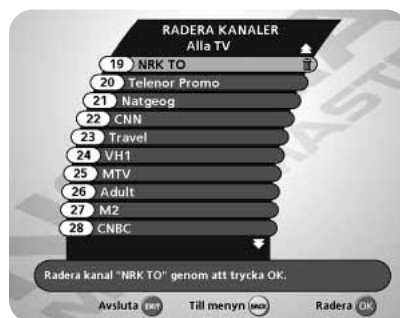 RADERA KANALER
Alla TV
19 NRK TO
20 Telenor Promo
21 Natgeog
22 CNN
23 Travel
24 VH1
25 MTV
26 Adult
27 M2
28 CNBC
Radera kanal "NRK TO" genom att trycka OK.
Avsluta EXIT Till menyn BACK Radera OK